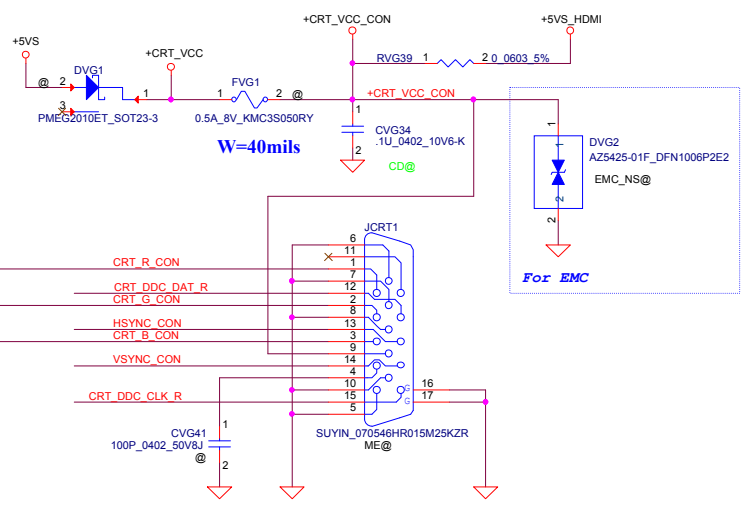 +CRT_VCC_CON
+5VS_HDMI
+5VS
+CRT_VCC
RVG39 1 2 0_0603_5%
DVG1
@ 2 1
3
FVG1
1 2 @
+CRT_VCC_CON
PMEG2010ET_SOT23-3
0.5A_8V_KMC3S050RY
W=40mils
1
CVG34
.1U_0402_10V6-K
2
CD@
1
1
DVG2
AZ5425-01F_DFN1006P2E2
EMC_NS@
2
2
For EMC
JCRT1
6
11
CRT_R_CON 1
7
CRT_DDC_DAT_R 12
CRT_G_CON 2
8
HSYNC_CON 13
CRT_B_CON 3
9
VSYNC_CON 14
4
10
CRT_DDC_CLK_R 15
5
G 16
G 17
SUYIN_070546HR015M25KZR
ME@
1
CVG41
100P_0402_50V8J
@
2